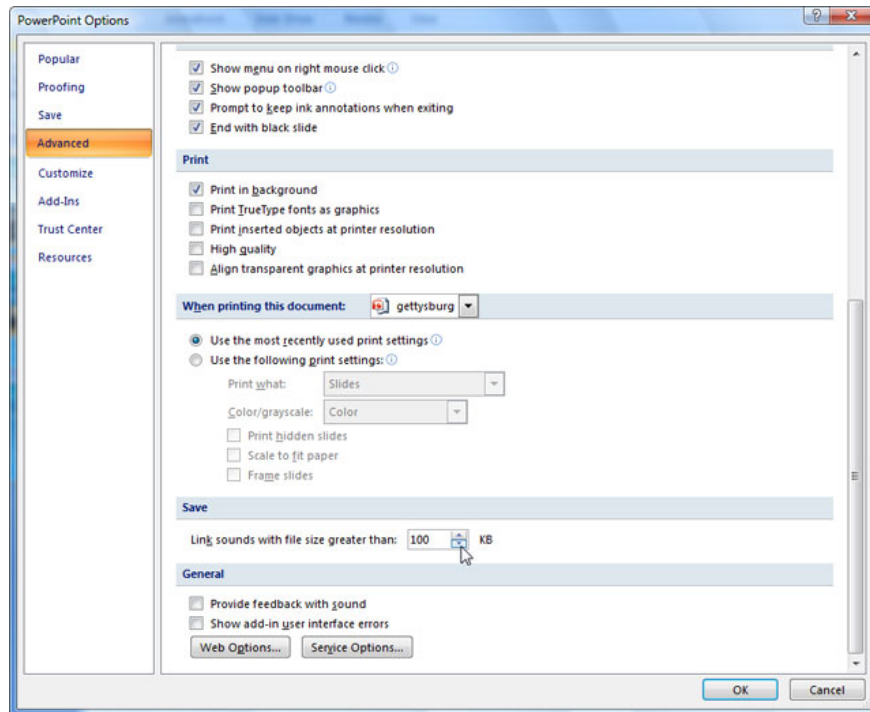 PowerPoint Options
Popular
Proofing
Save
Advanced
Customize
Add-Ins
Trust Center
Resources
Show menu on right mouse click
Show popup toolbar
Prompt to keep ink annotations when exiting
End with black slide
Print
Print in background
Print TrueType fonts as graphics
Print inserted objects at printer resolution
High quality
Align transparent graphics at printer resolution
When printing this document: gettysburg
Use the most recently used print settings
Use the following print settings:
Print what: Slides
Color/grayscale: Color
Print hidden slides
Scale to fit paper
Frame slides
Save
Link sounds with file size greater than: 100 KB
General
Provide feedback with sound
Show add-in user interface errors
Web Options... Service Options...
OK Cancel